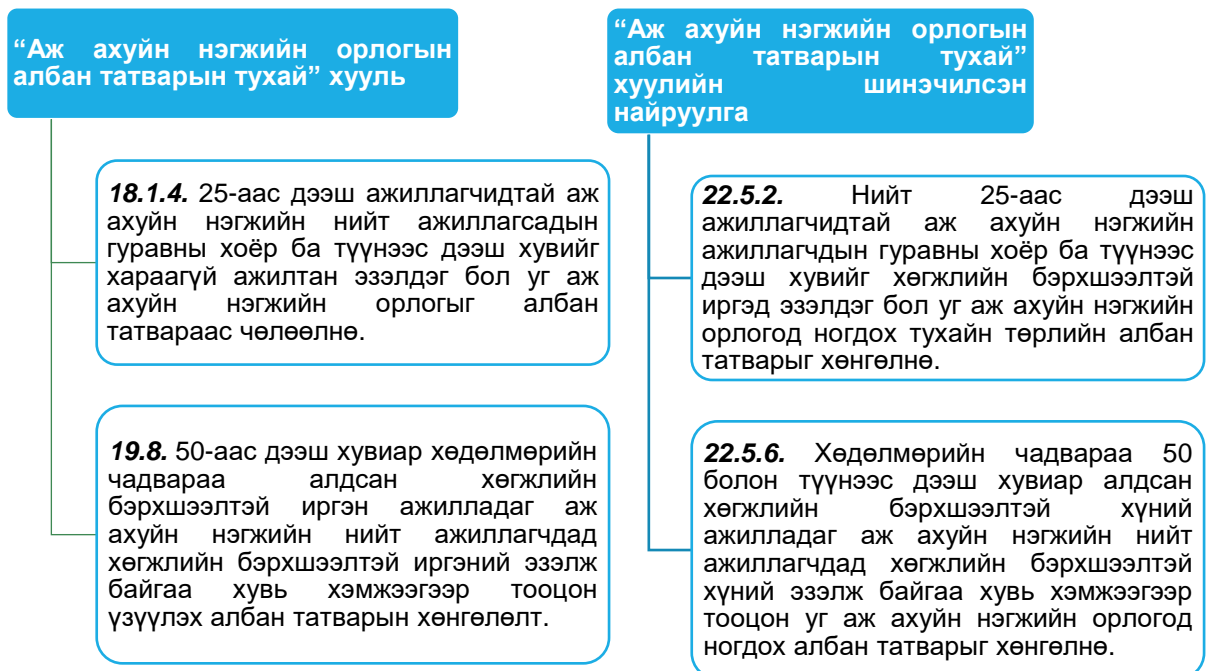 “Аж ахуйн нэгжийн орлогын
албан татварын тухай” хууль
18.1.4. 25-аас дээш ажиллагчидтай аж
ахуйн нэгжийн нийт ажиллагсадын
гуравны хоёр ба түүнээс дээш хувийг
хараагүй ажилтан эзэлдэг бол уг аж
ахуйн нэгжийн орлогыг албан
татвараас чөлөөлнө.
19.8. 50-аас дээш хувиар хөдөлмөрийн
чадвараа алдсан хөгжлийн
бэрхшээлтэй иргэн ажилладаг аж
ахуйн нэгжийн нийт ажиллагчдад
хөгжлийн бэрхшээлтэй иргэний эзэлж
байгаа хувь хэмжээгээр тооцон
үзүүлэх албан татварын хөнгөлөлт.
“Аж ахуйн нэгжийн орлогын
албан татварын тухай”
хуулийн шинэчилсэн
найруулга
22.5.2. Нийт 25-аас дээш
ажиллагчидтай аж ахуйн нэгжийн
ажиллагчдын гуравны хоёр ба түүнээс
дээш хувийг хөгжлийн бэрхшээлтэй
иргэд эзэлдэг бол уг аж ахуйн нэгжийн
орлогод ногдох тухайн төрлийн албан
татварыг хөнгөлнө.
22.5.6. Хөдөлмөрийн чадвараа 50
болон түүнээс дээш хувиар алдсан
хөгжлийн бэрхшээлтэй хүний
ажилладаг аж ахуйн нэгжийн нийт
ажиллагчдад хөгжлийн бэрхшээлтэй
хүний эзэлж байгаа хувь хэмжээгээр
тооцон уг аж ахуйн нэгжийн орлогод
ногдох албан татварыг хөнгөлнө.